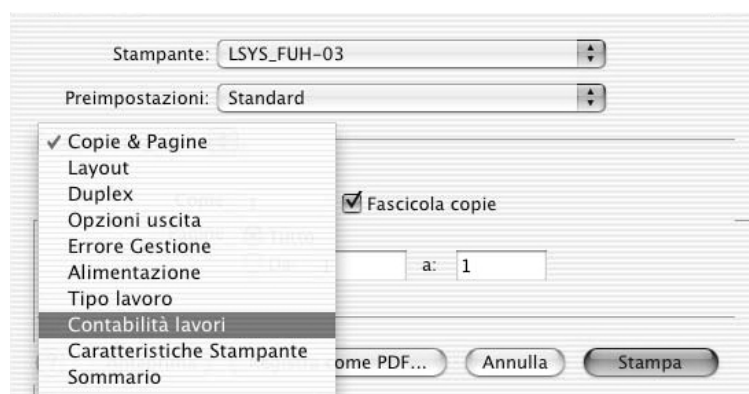 Stampante: LSYS_FUH-03
Preimpostazioni: Standard
✓ Copie & Pagine
Layout
Duplex
Fascicola copie
Opzioni uscita
Errore Gestione
Alimentazione
a: 1
Tipo lavoro
Contabilità lavori
Caratteristiche Stampante
ome PDF... Annulla Stampa
Sommario